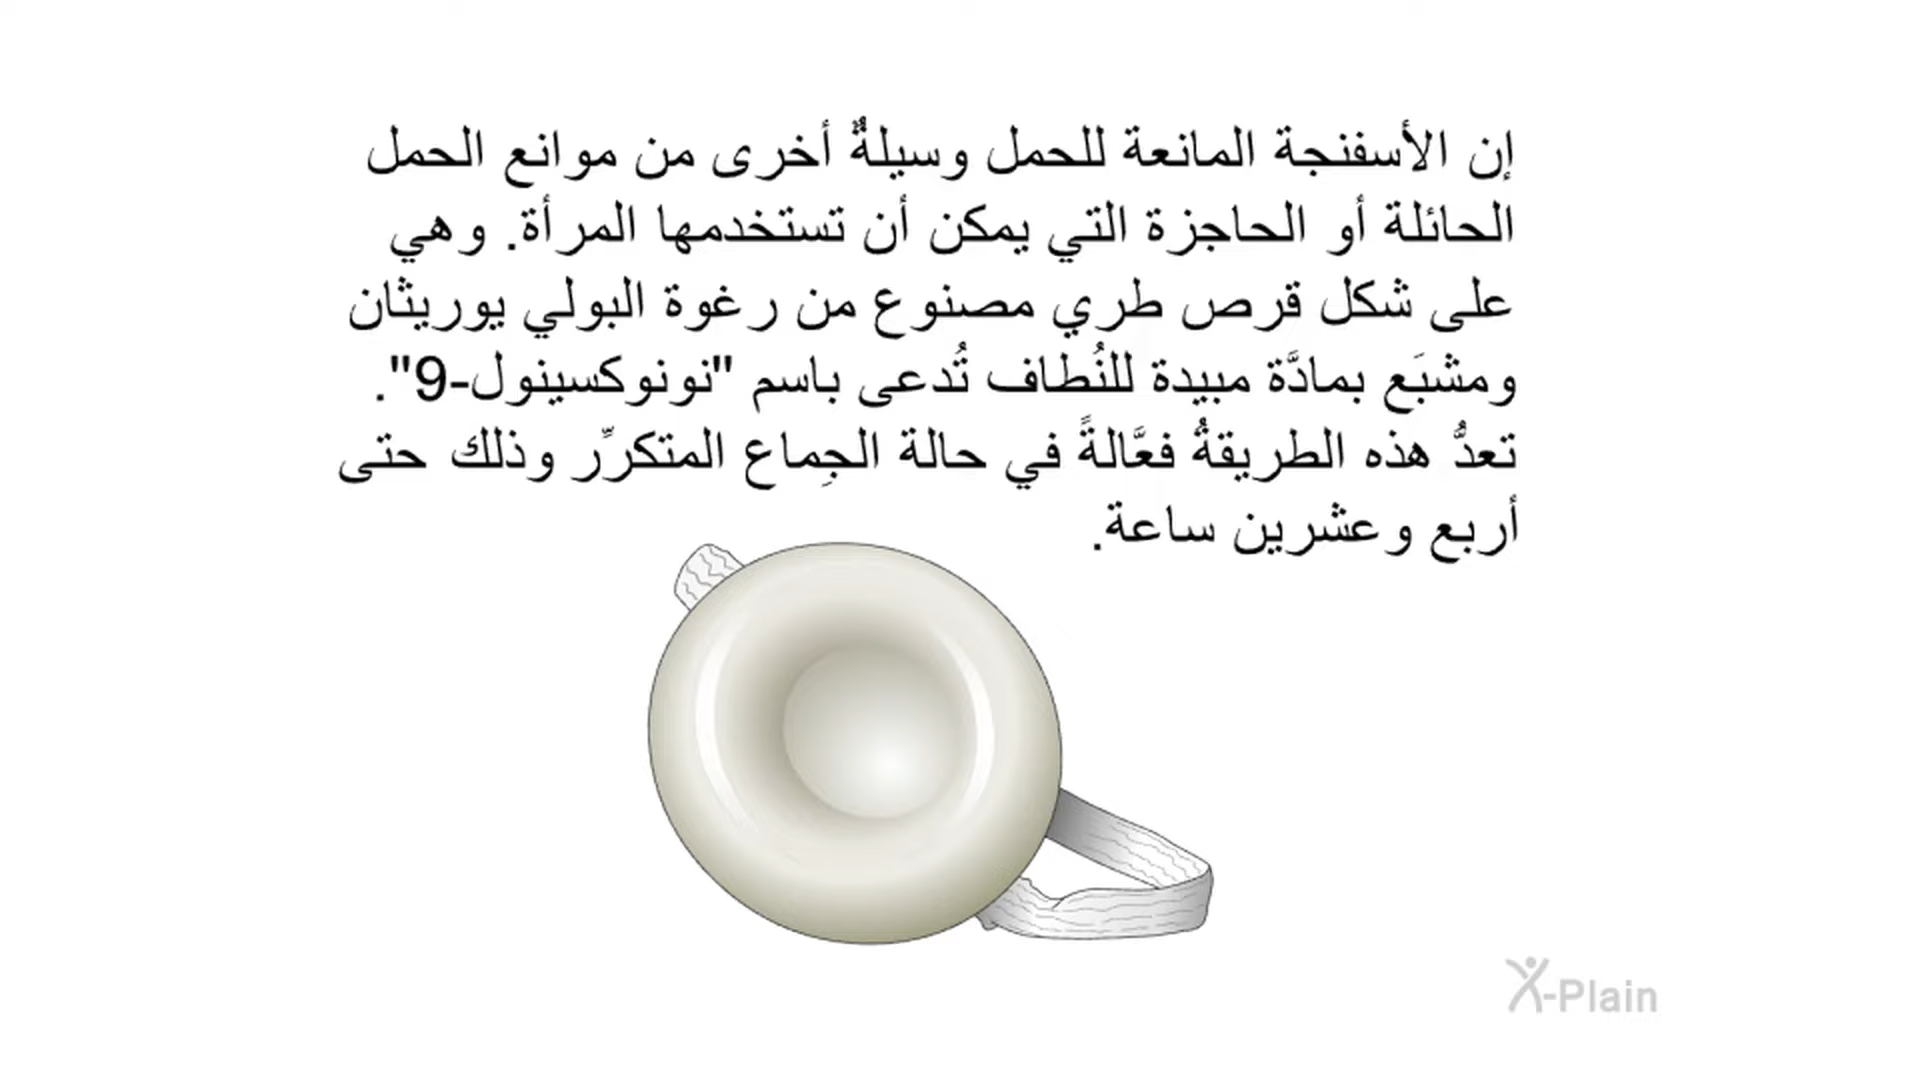 إن الأسفنجة المانعة للحمل وسيلةٌ أخرى من موانع الحمل
الحائلة أو الحاجزة التي يمكن أن تستخدمها المرأة. وهي
على شكل قرص طري مصنوع من رغوة البولي يوريثان
ومشبَع بمادَّة مبيدة للنُطاف تُدعى باسم "نونوكسينول-9".
تعدُّ هذه الطريقةُ فعَّالةً في حالة الجِماع المتكرِّر وذلك حتى
أربع وعشرين ساعة.
X-Plain